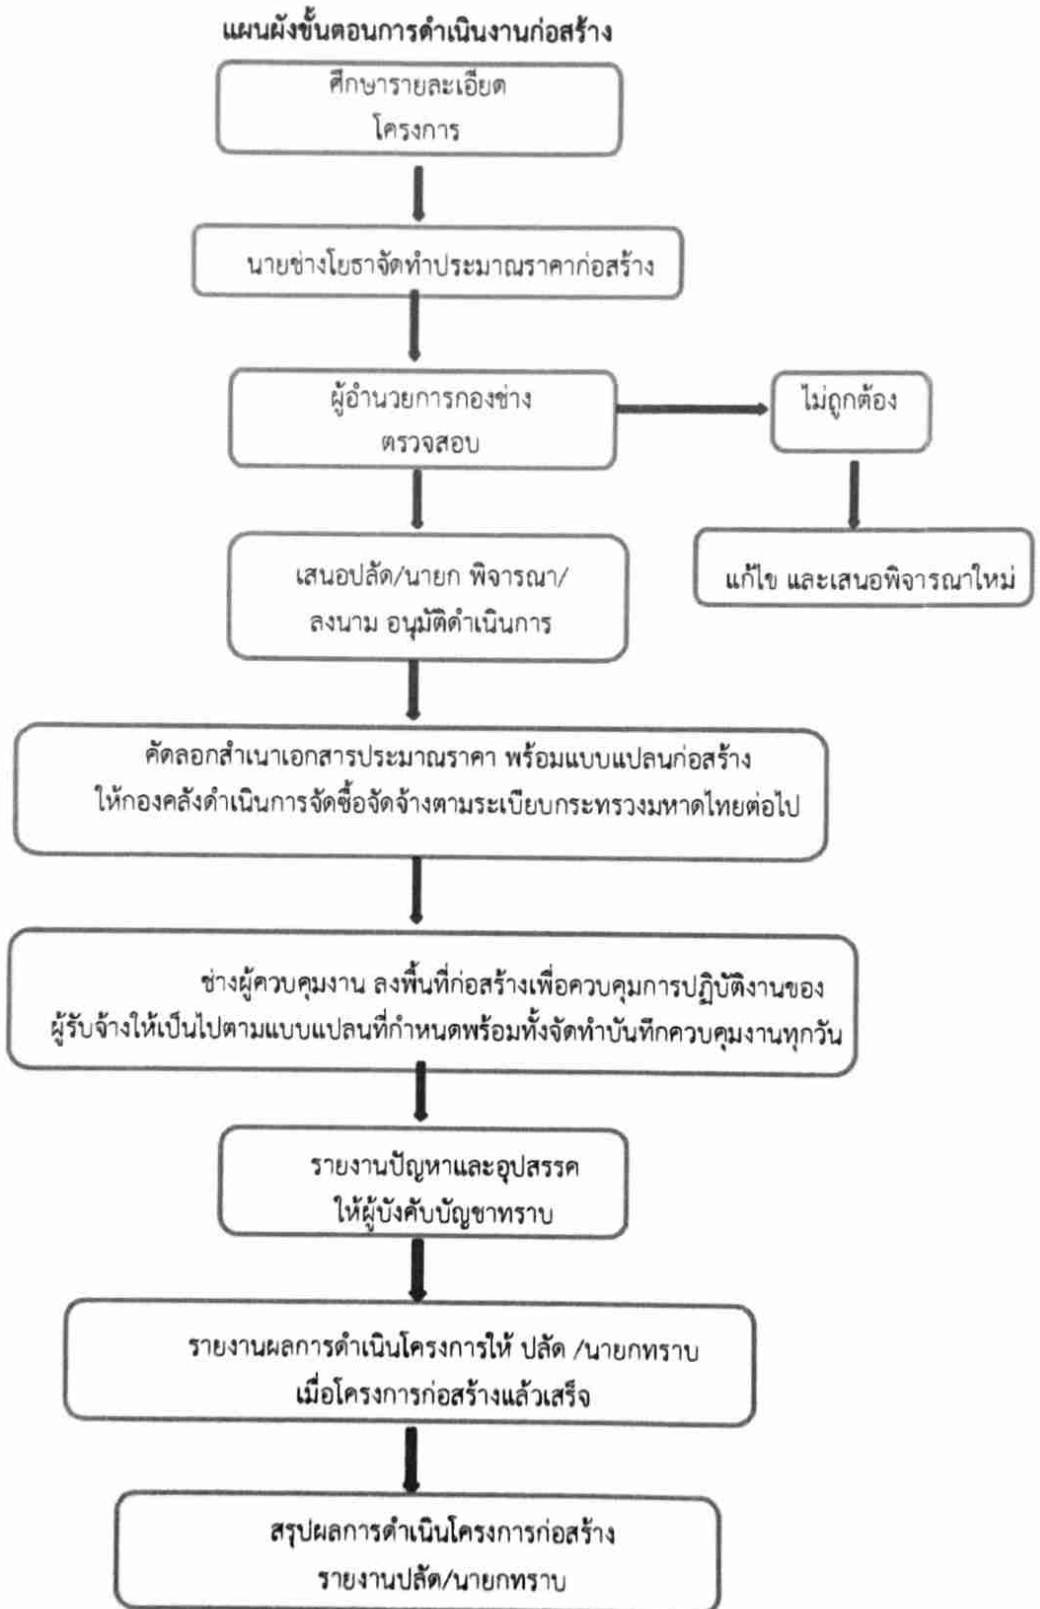 แผนผังขั้นตอนการดำเนินงานก่อสร้าง
ศึกษารายละเอียด
โครงการ
นายช่างโยธาจัดทำประมาณราคาก่อสร้าง
ผู้อำนวยการกองช่าง
ตรวจสอบ
ไม่ถูกต้อง
เสนอปลัด/นายก พิจารณา/
ลงนาม อนุมัติดำเนินการ
แก้ไข และเสนอพิจารณาใหม่
คัดลอกสำเนาเอกสารประมาณราคา พร้อมแบบแปลนก่อสร้าง
ให้กองคลังดำเนินการจัดซื้อจัดจ้างตามระเบียบกระทรวงมหาดไทยต่อไป
ช่างผู้ควบคุมงาน ลงพื้นที่ก่อสร้างเพื่อควบคุมการปฏิบัติงานของ
ผู้รับจ้างให้เป็นไปตามแบบแปลนที่กำหนดพร้อมทั้งจัดทำบันทึกควบคุมงานทุกวัน
รายงานปัญหาและอุปสรรค
ให้ผู้บังคับบัญชาทราบ
รายงานผลการดำเนินโครงการให้ ปลัด /นายกทราบ
เมื่อโครงการก่อสร้างแล้วเสร็จ
สรุปผลการดำเนินโครงการก่อสร้าง
รายงานปลัด/นายกทราบ